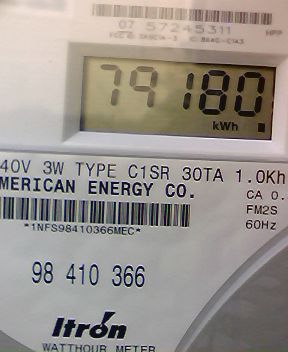 07 57245311
HPP
79180
kWh
40V 3W TYPE C1SR 30TA 1.0Kh
MERICAN ENERGY CO.
CA 0.
FM2S
60Hz
*1NFS98410366MEC*
98 410 366
Itron
WATTHOUR METER